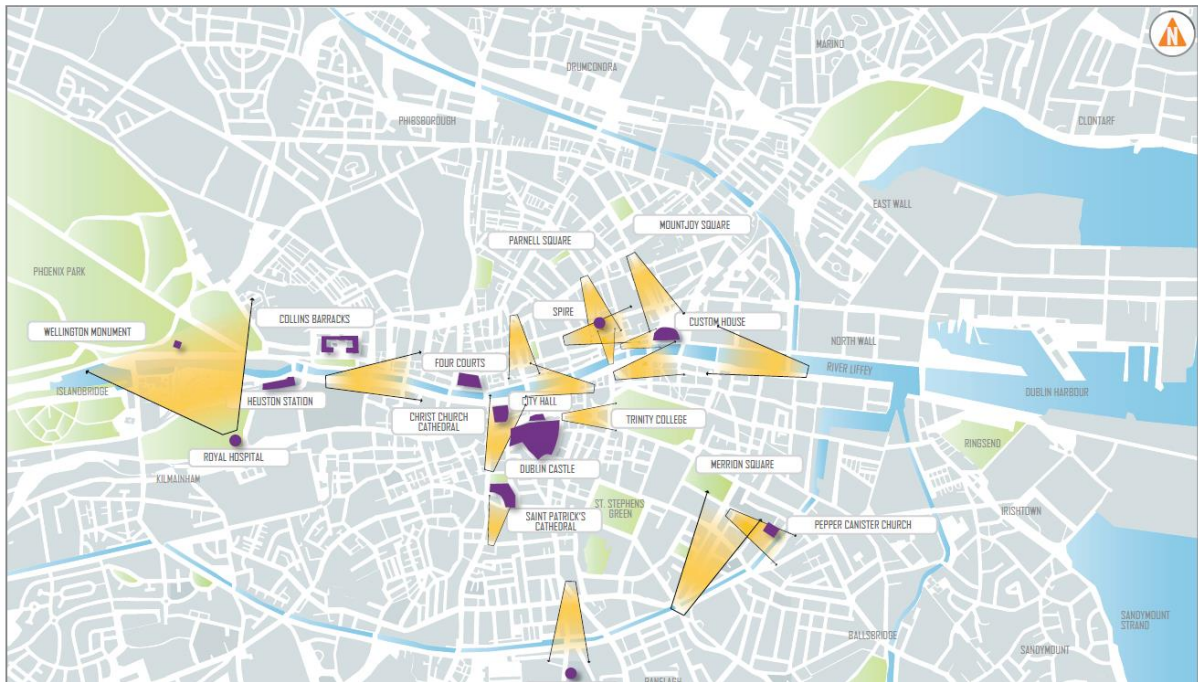 N
MARINO
DRUMCONDRA
PHIBSBOROUGH
CLONTARF
EAST WALL
MOUNTJOY SQUARE
PARNELL SQUARE
PHOENIX PARK
SPIRE
COLLINS BARRACKS
CUSTOM HOUSE
WELLINGTON MONUMENT
NORTH WALL
FOUR COURTS
RIVER LIFFEY
ISLANDBRIDGE
DUBLIN HARBOUR
HEUSTON STATION
CITY HALL
CHRIST CHURCH
CATHEDRAL
TRINITY COLLEGE
RINGSEND
ROYAL HOSPITAL
DUBLIN CASTLE
MERRION SQUARE
KILMAINHAM
ST. STEPHENS
GREEN
IRISHTOWN
SAINT PATRICK'S
CATHEDRAL
PEPPER CANISTER CHURCH
SANDYMOUNT
STRAND
BALLSBRIDGE
SANDYMOUNT
RANELAGH